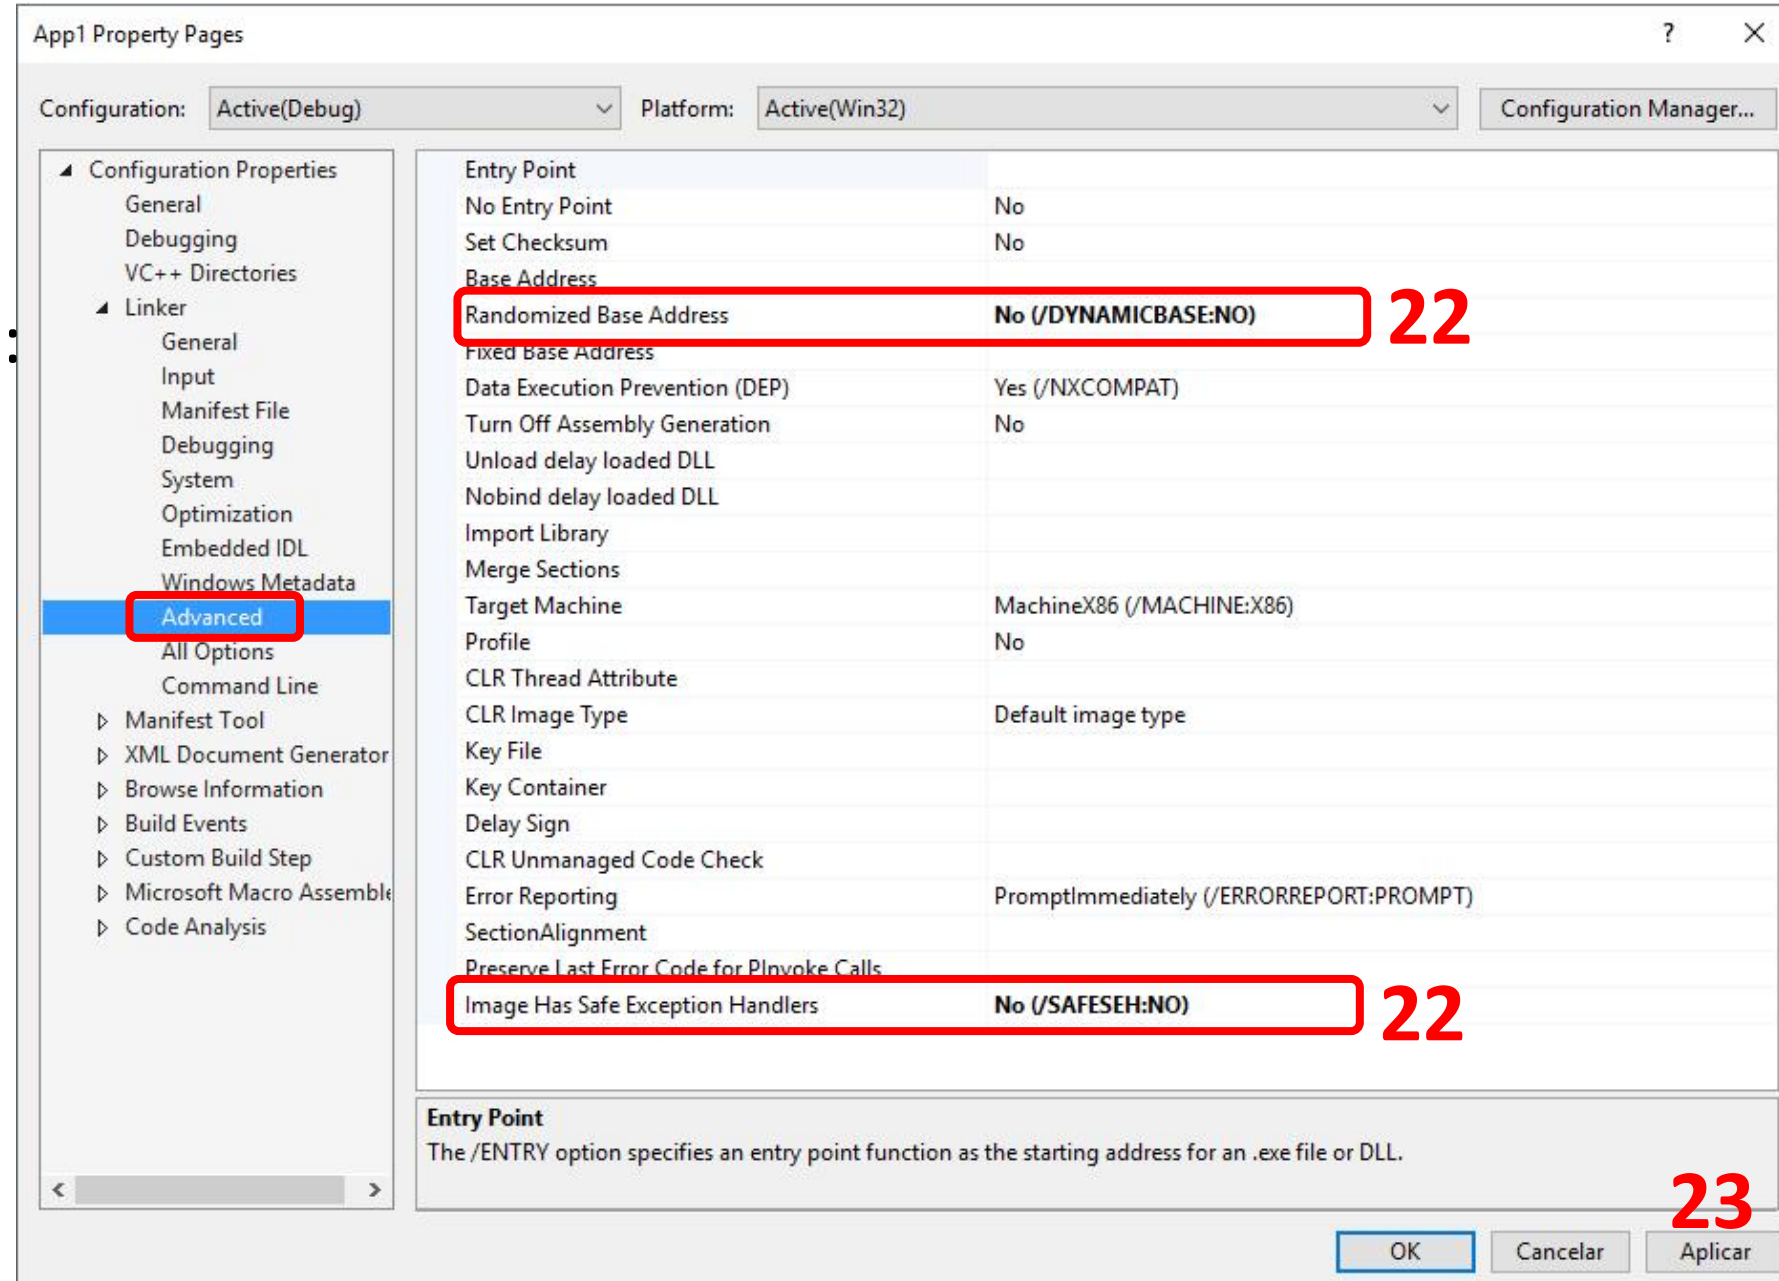 App1 Property Pages
?
Configuration: Active(Debug) Platform: Active(Win32) Configuration Manager...
Configuration Properties
General
Debugging
VC++ Directories
Linker
General
Input
Manifest File
Debugging
System
Optimization
Embedded IDL
Windows Metadata
Advanced
All Options
Command Line
Manifest Tool
XML Document Generator
Browse Information
Build Events
Custom Build Step
Microsoft Macro Assemble
Code Analysis
:
Entry Point
No Entry Point No
Set Checksum No
Base Address
Randomized Base Address No (/DYNAMICBASE:NO) 22
Fixed Base Address
Data Execution Prevention (DEP) Yes (/NXCOMPAT)
Turn Off Assembly Generation No
Unload delay loaded DLL
Nobind delay loaded DLL
Import Library
Merge Sections
Target Machine MachineX86 (/MACHINE:X86)
Profile No
CLR Thread Attribute
CLR Image Type Default image type
Key File
Key Container
Delay Sign
CLR Unmanaged Code Check
Error Reporting PromptImmediately (/ERRORREPORT:PROMPT)
SectionAlignment
Preserve Last Error Code for PInvoke Calls
Image Has Safe Exception Handlers No (/SAFESEH:NO) 22
Entry Point
The /ENTRY option specifies an entry point function as the starting address for an .exe file or DLL.
23
OK Cancelar Aplicar